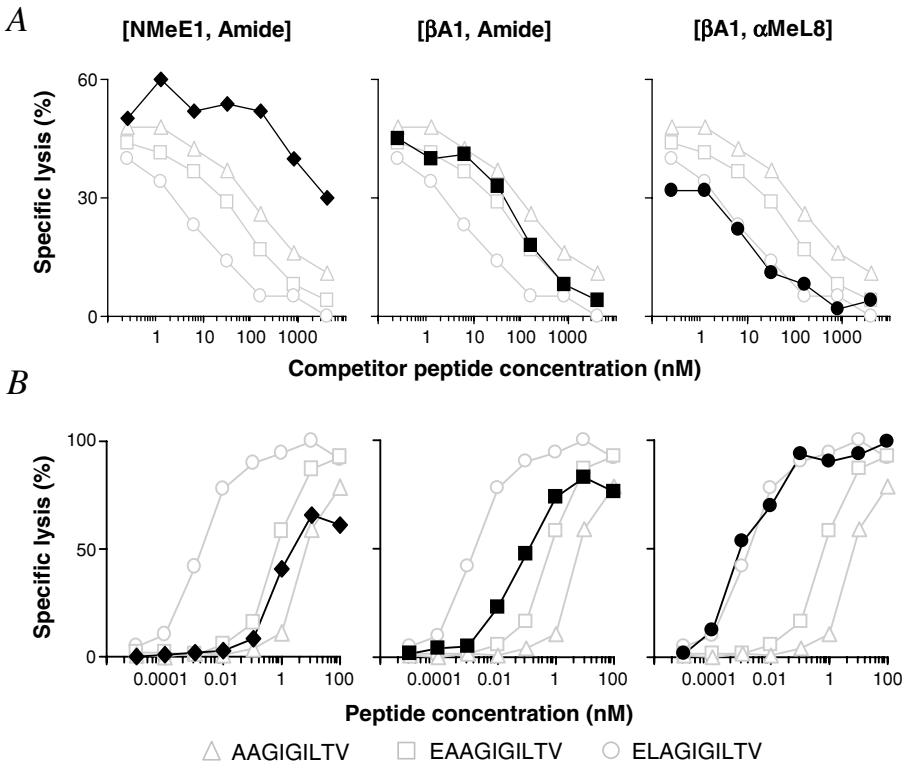 A
[NMeE1, Amide] [βA1, Amide] [βA1, αMeL8]
Specific lysis (%)
60
30
0
1 10 100 1000 1 10 100 1000 1 10 100 1000
Competitor peptide concentration (nM)
B
Specific lysis (%)
100
50
0
0.0001 0.01 1 100 0.0001 0.01 1 100 0.0001 0.01 1 100
Peptide concentration (nM)
AAGIGILTV EAAGIGILTV ELAGIGILTV